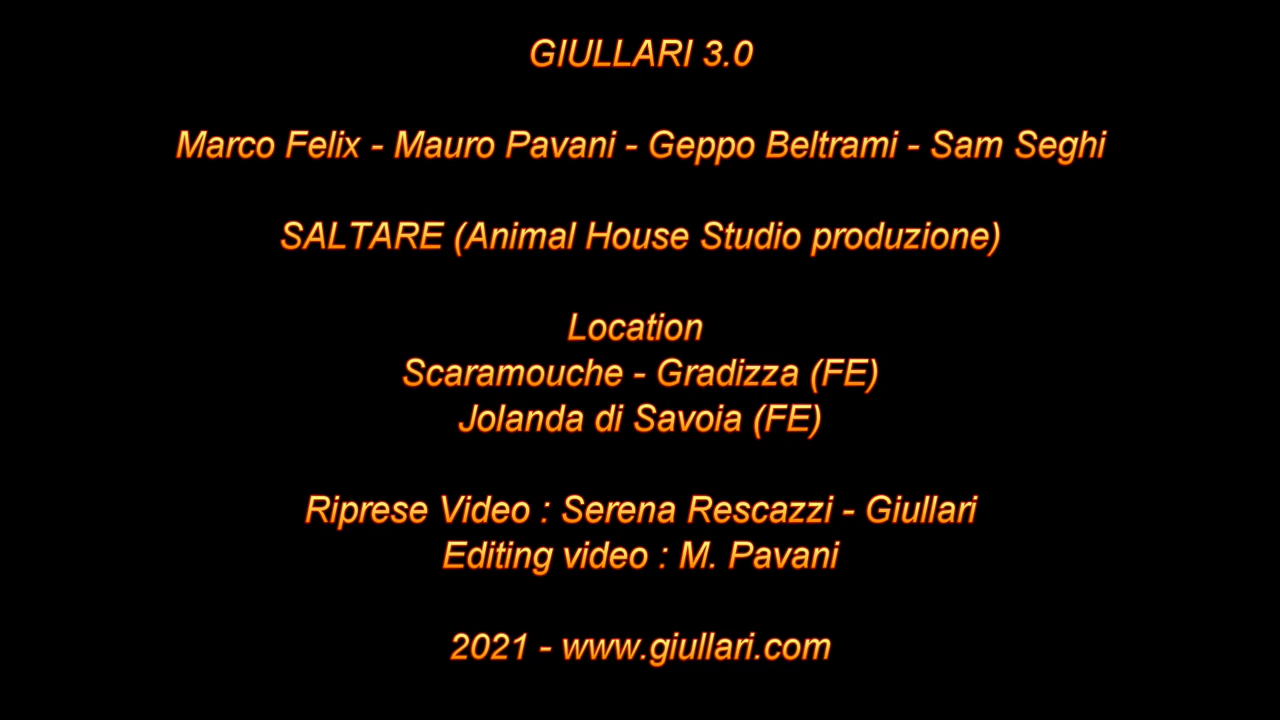 GIULLARI 3.0
Marco Felix - Mauro Pavani - Geppo Beltrami - Sam Seghi
SALTARE (Animal House Studio produzione)
Location
Scaramouche - Gradizza (FE)
Jolanda di Savoia (FE)
Riprese Video : Serena Rescazzi - Giullari
Editing video : M. Pavani
2021 - www.giullari.com